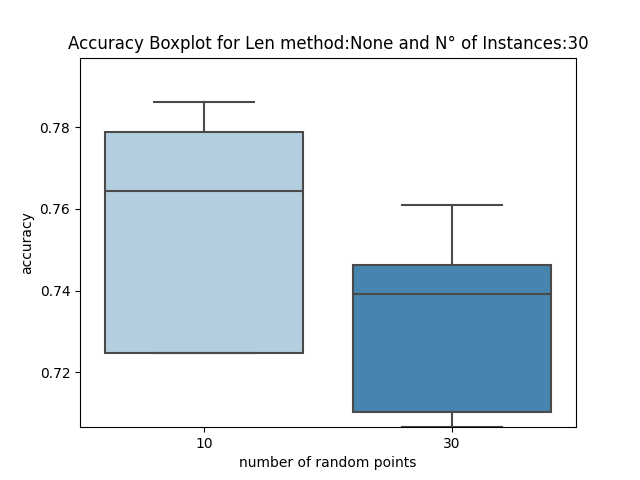 Accuracy Boxplot for Len method:None and N° of Instances:30
accuracy
0.78
0.76
0.74
0.72
10
30
number of random points